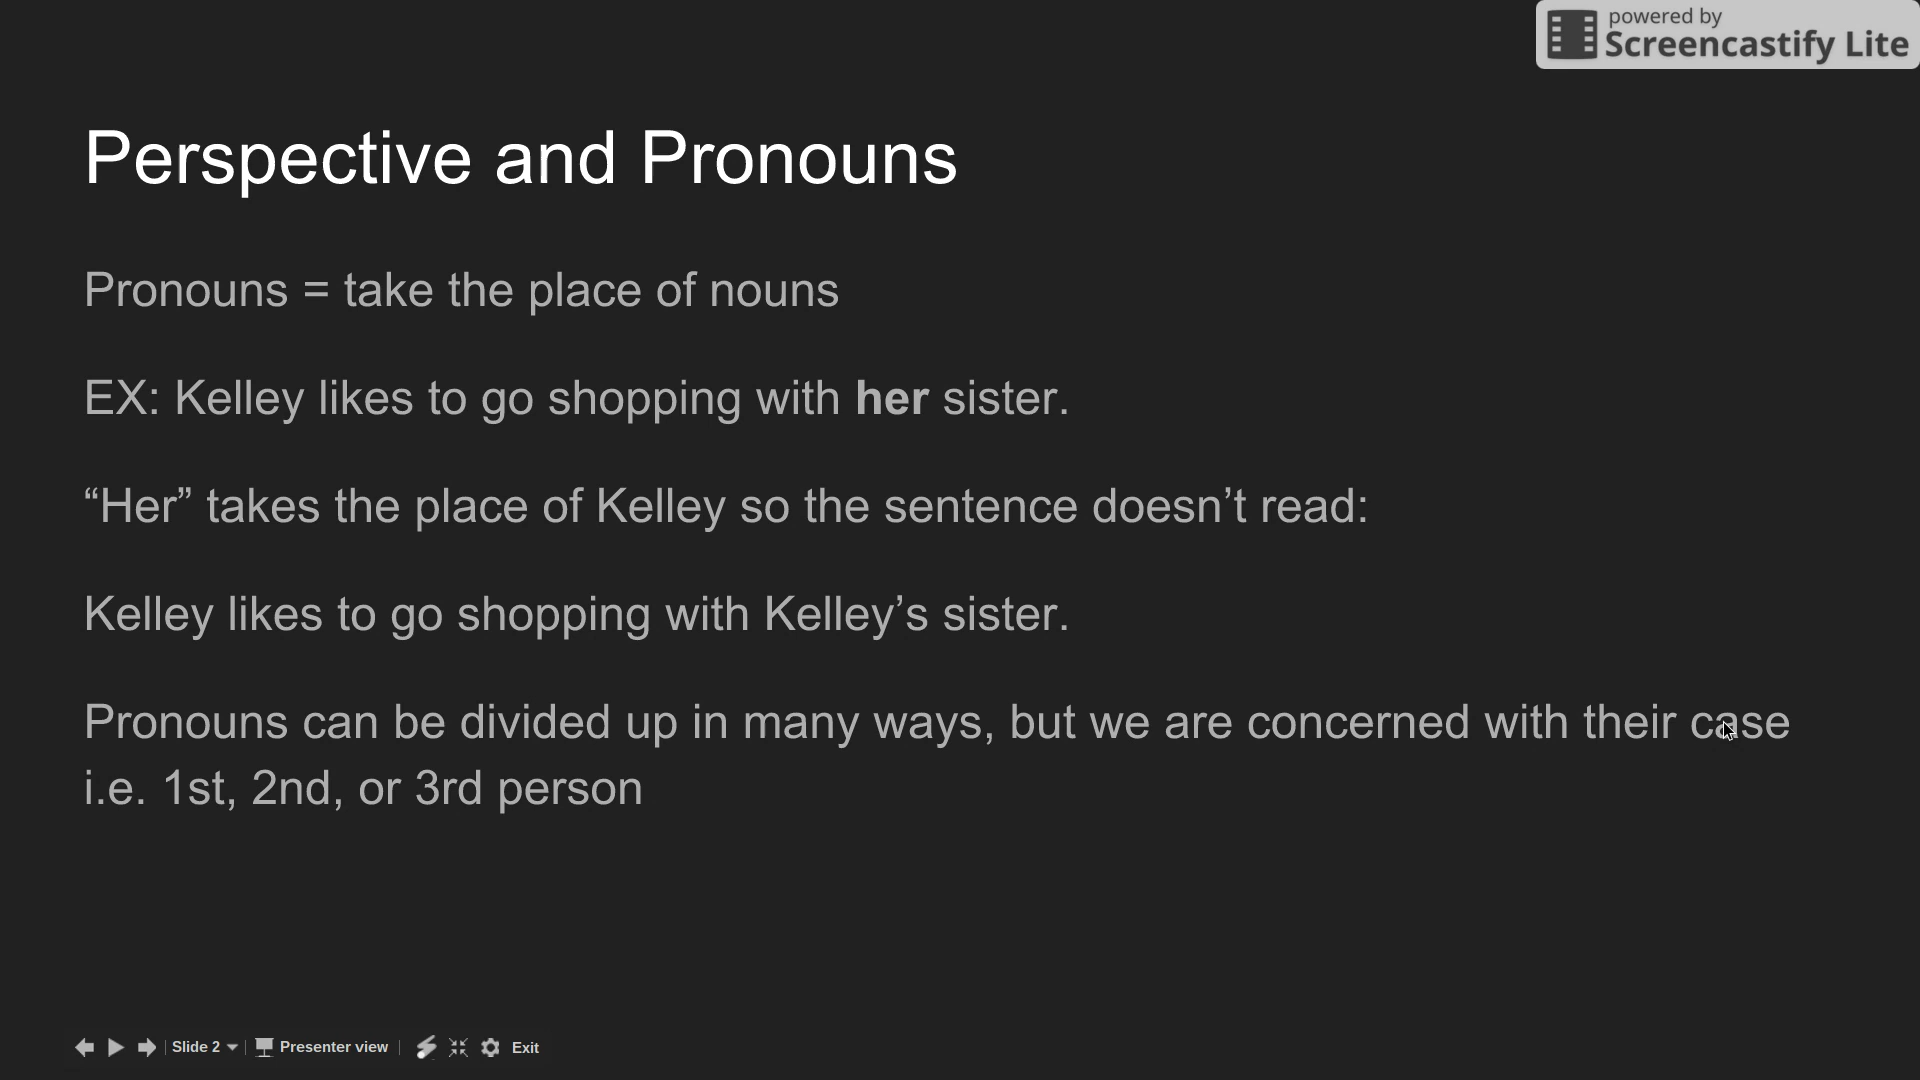 powered by
Screencastify Lite
Perspective and Pronouns
Pronouns = take the place of nouns
EX: Kelley likes to go shopping with her sister.
“Her” takes the place of Kelley so the sentence doesn’t read:
Kelley likes to go shopping with Kelley’s sister.
Pronouns can be divided up in many ways, but we are concerned with their case
i.e. 1st, 2nd, or 3rd person
Slide 2 Presenter view Exit